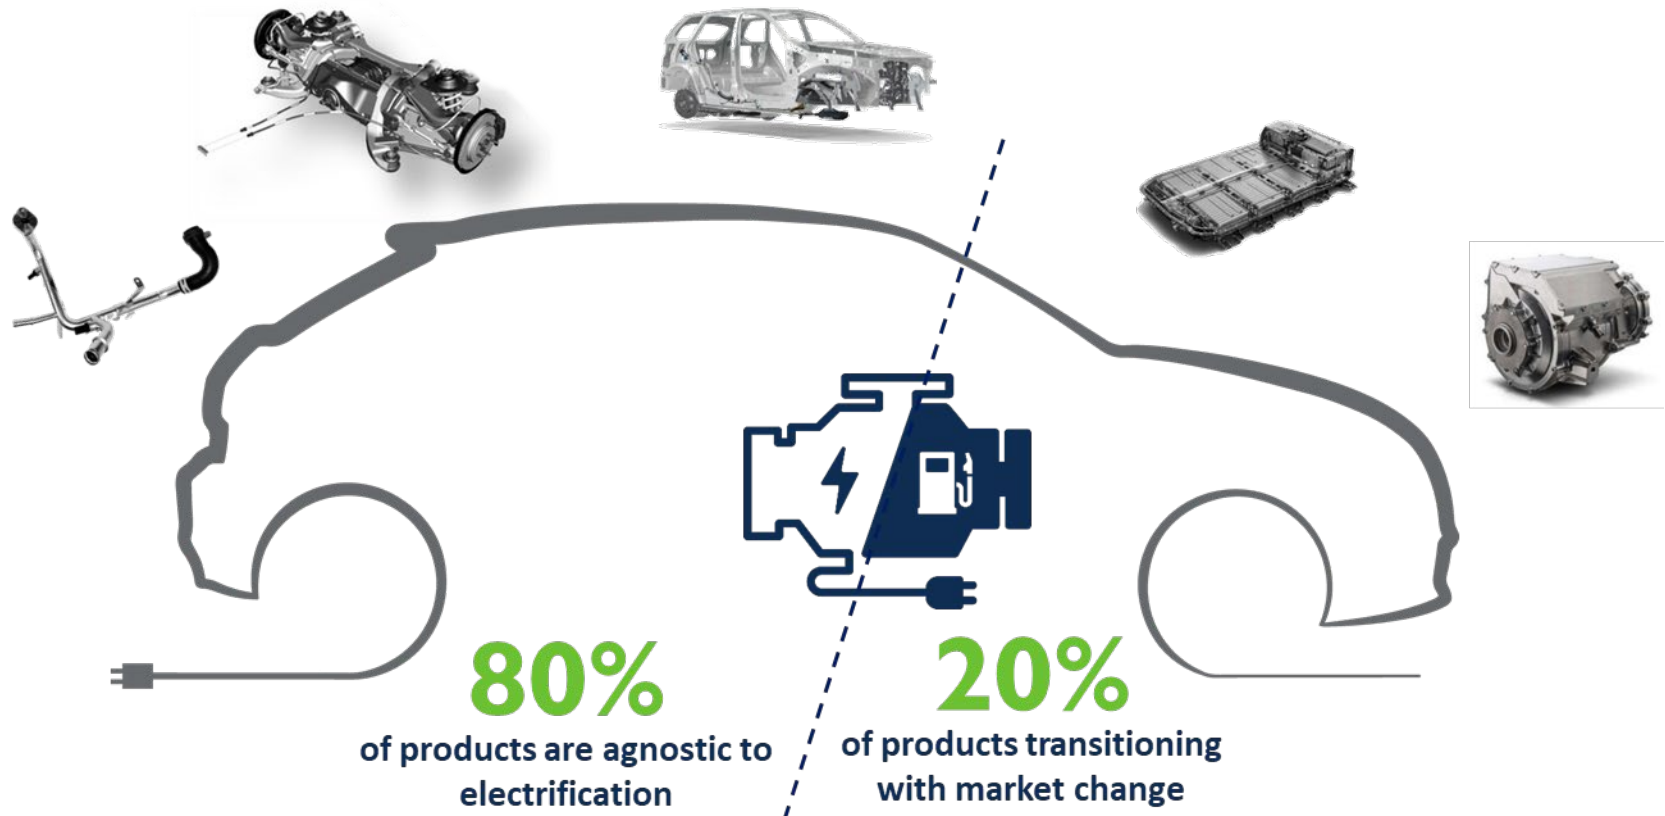 80%
of products are agnostic to
electrification
20%
of products transitioning
with market change